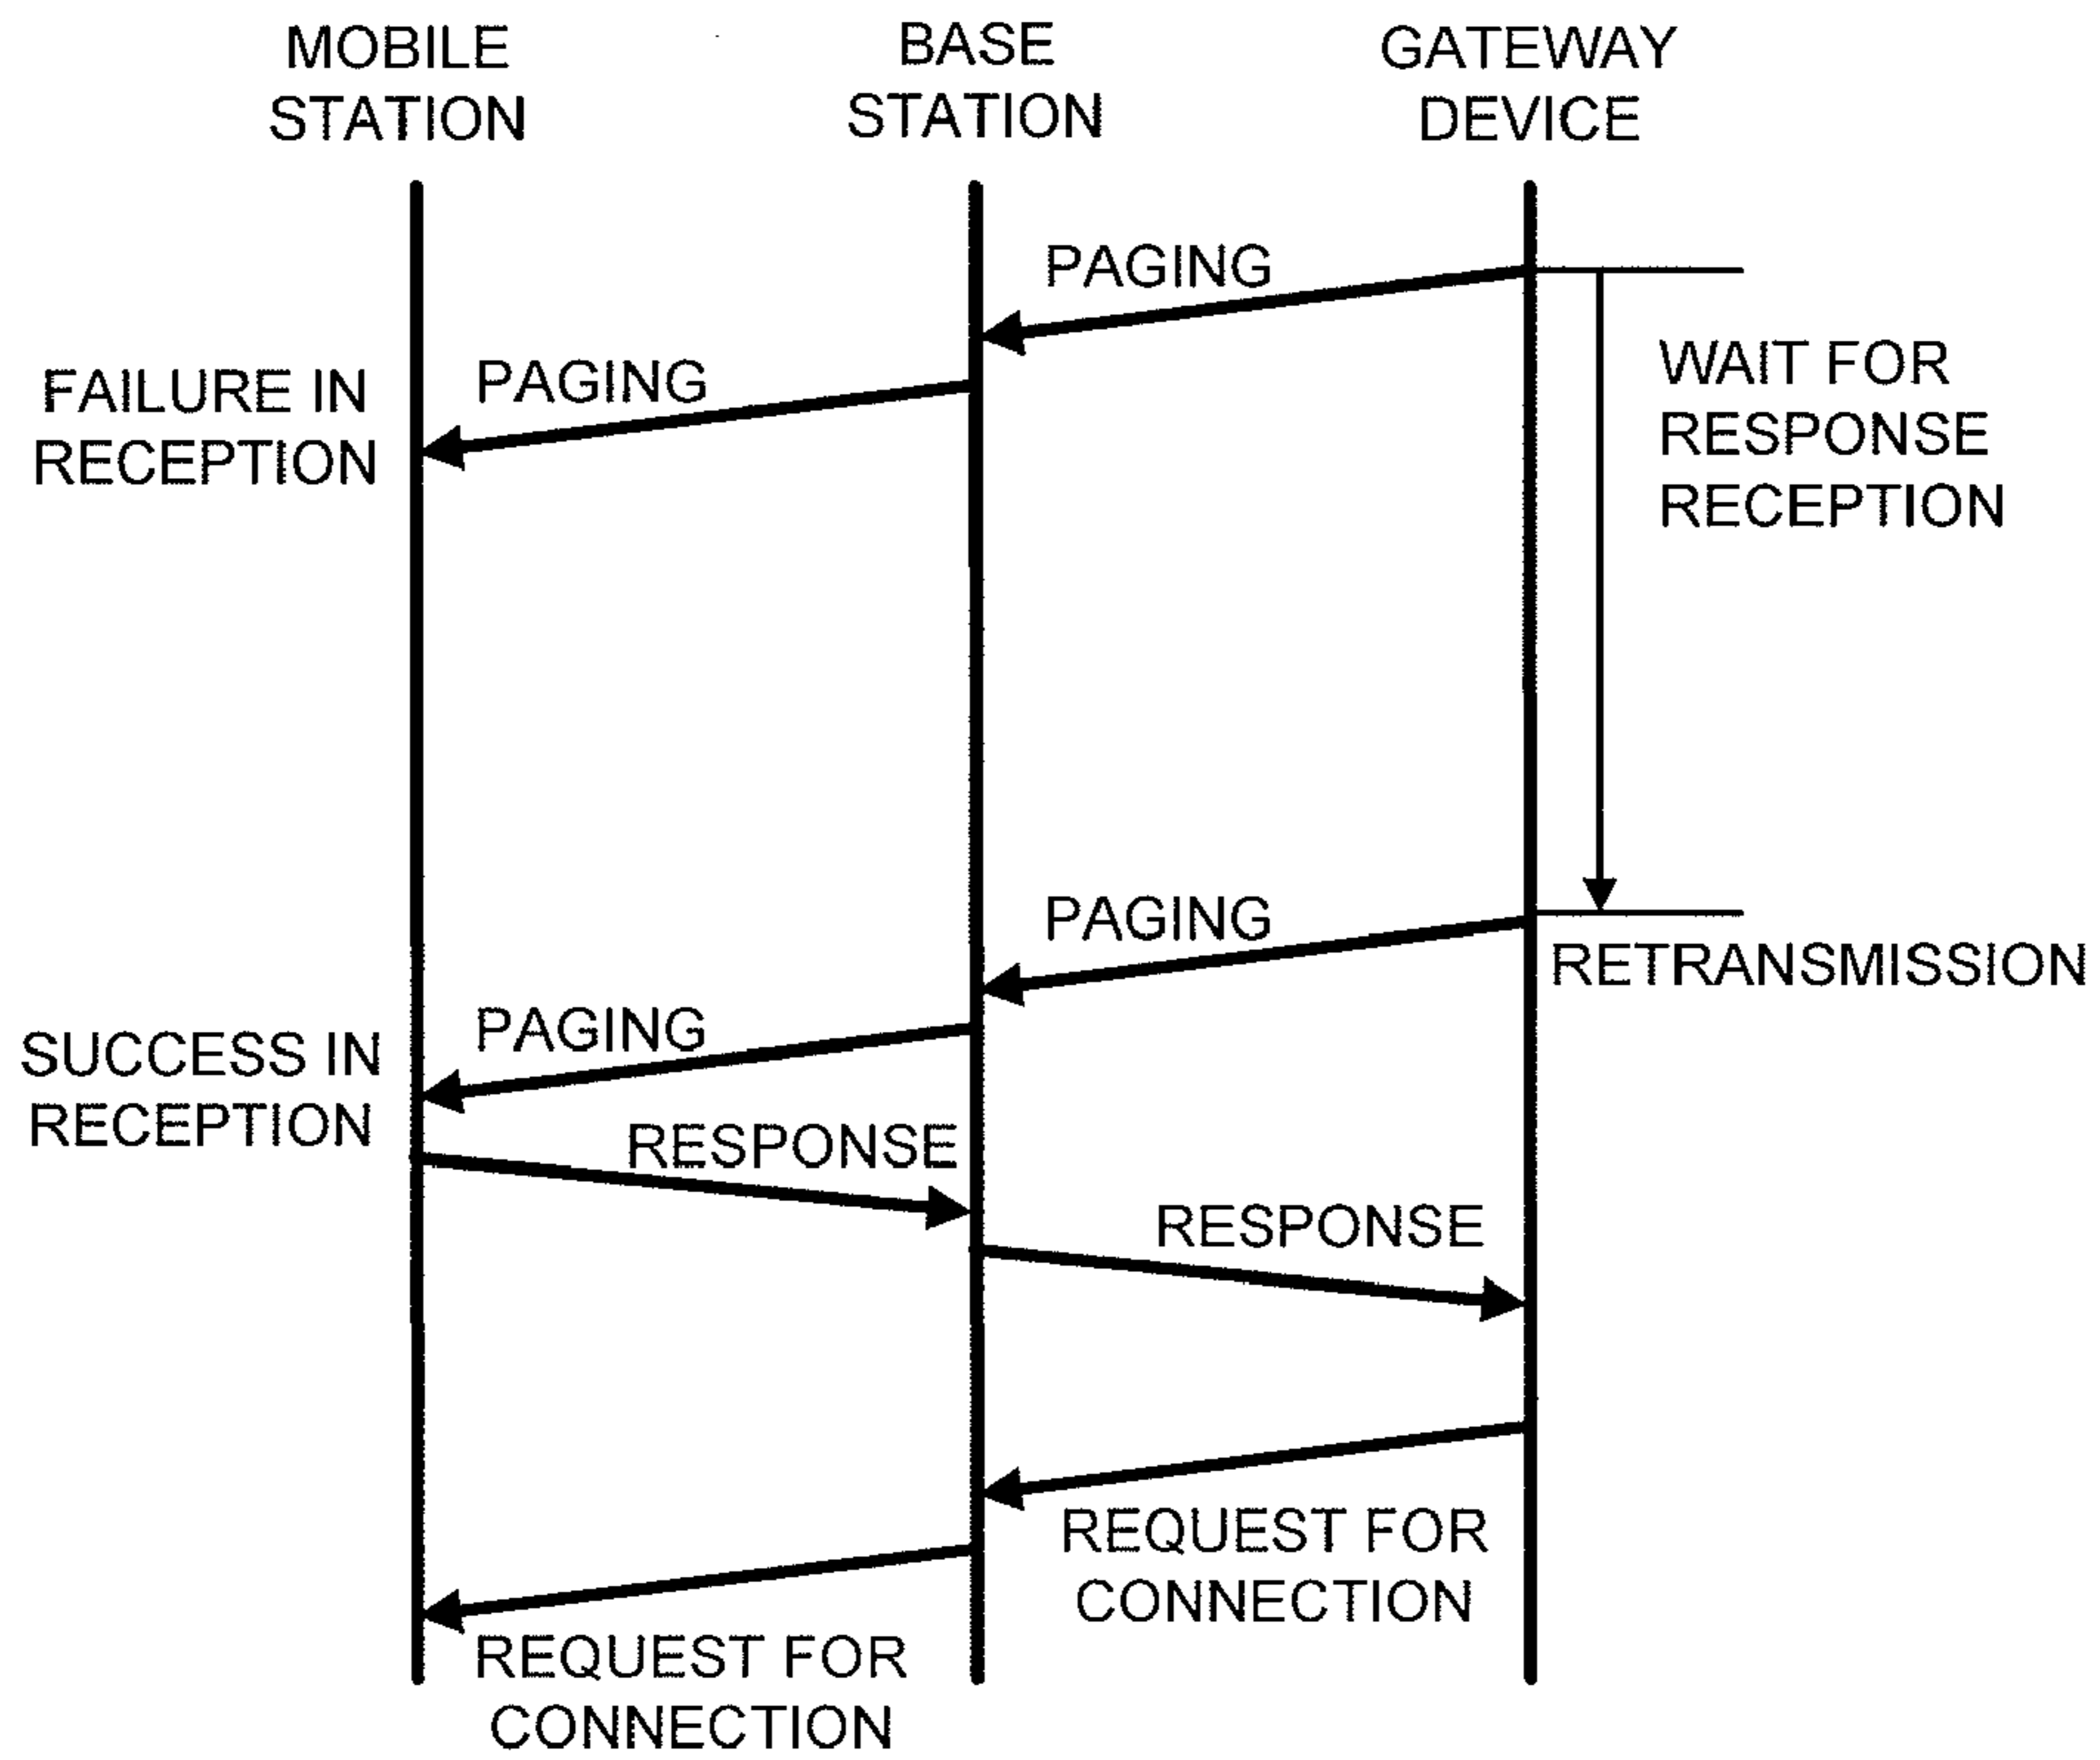 MOBILE
STATION
BASE
STATION
GATEWAY
DEVICE
PAGING
WAIT FOR
RESPONSE
RECEPTION
PAGING
FAILURE IN
RECEPTION
PAGING
RETRANSMISSION
PAGING
SUCCESS IN
RECEPTION
RESPONSE
RESPONSE
REQUEST FOR
CONNECTION
REQUEST FOR
CONNECTION